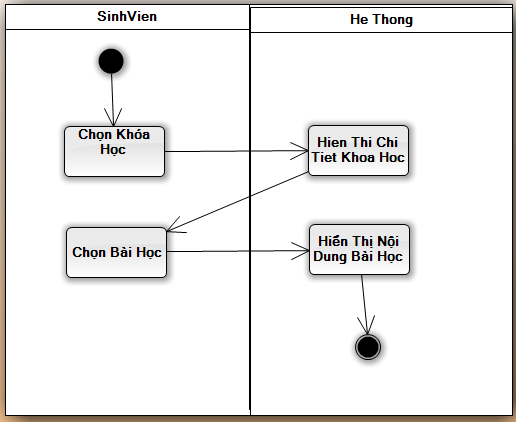 SinhVien
He Thong
Chọn Khóa
Học
Hien Thi Chi
Tiet Khoa Hoc
Chọn Bài Học
Hiển Thị Nội
Dung Bài Học